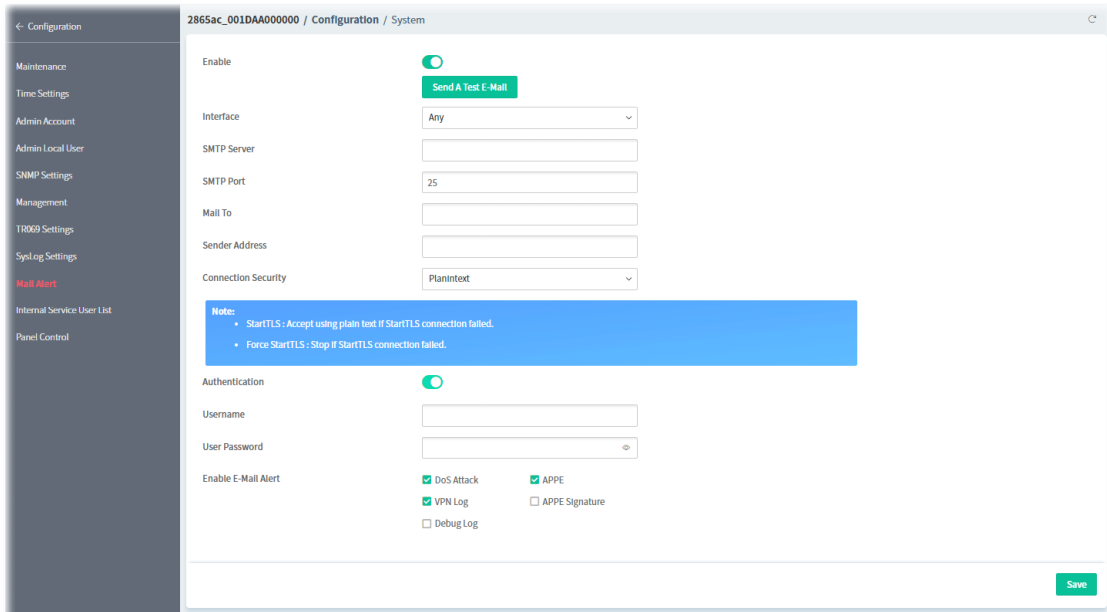 ← Configuration
Maintenance
Time Settings
Admin Account
Admin Local User
SNMP Settings
Management
TR069 Settings
SysLog Settings
Mail Alert
Internal Service User List
Panel Control
2865ac_001DAA000000 / Configuration / System
Enable
Send A Test E-Mail
Interface Any
SMTP Server
SMTP Port 25
Mail To
Sender Address
Connection Security PlanIntext
Note:
• StartTLS : Accept using plain text if StartTLS connection failed.
• Force StartTLS : Stop if StartTLS connection failed.
Authentication
Username
User Password
Enable E-Mail Alert DoS Attack APPE
VPN Log APPE Signature
Debug Log
Save